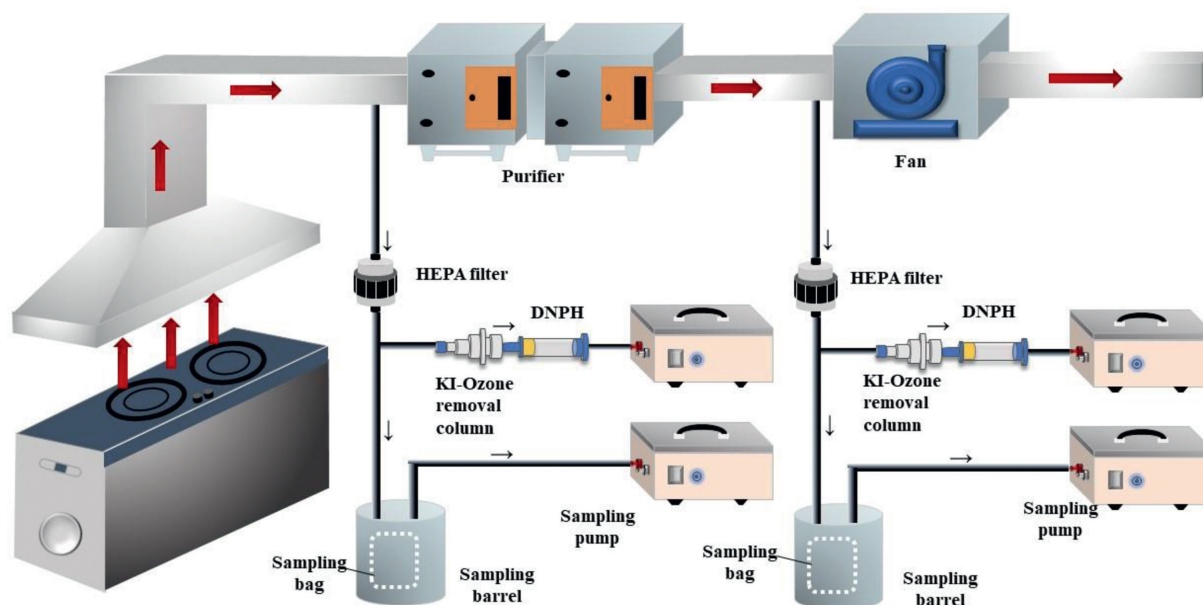 Purifier
Fan
HEPA filter
DNPH
KI-Ozone
removal
column
Sampling
pump
Sampling
bag
Sampling
barrel
HEPA filter
DNPH
KI-Ozone
removal
column
Sampling
pump
Sampling
bag
Sampling
barrel